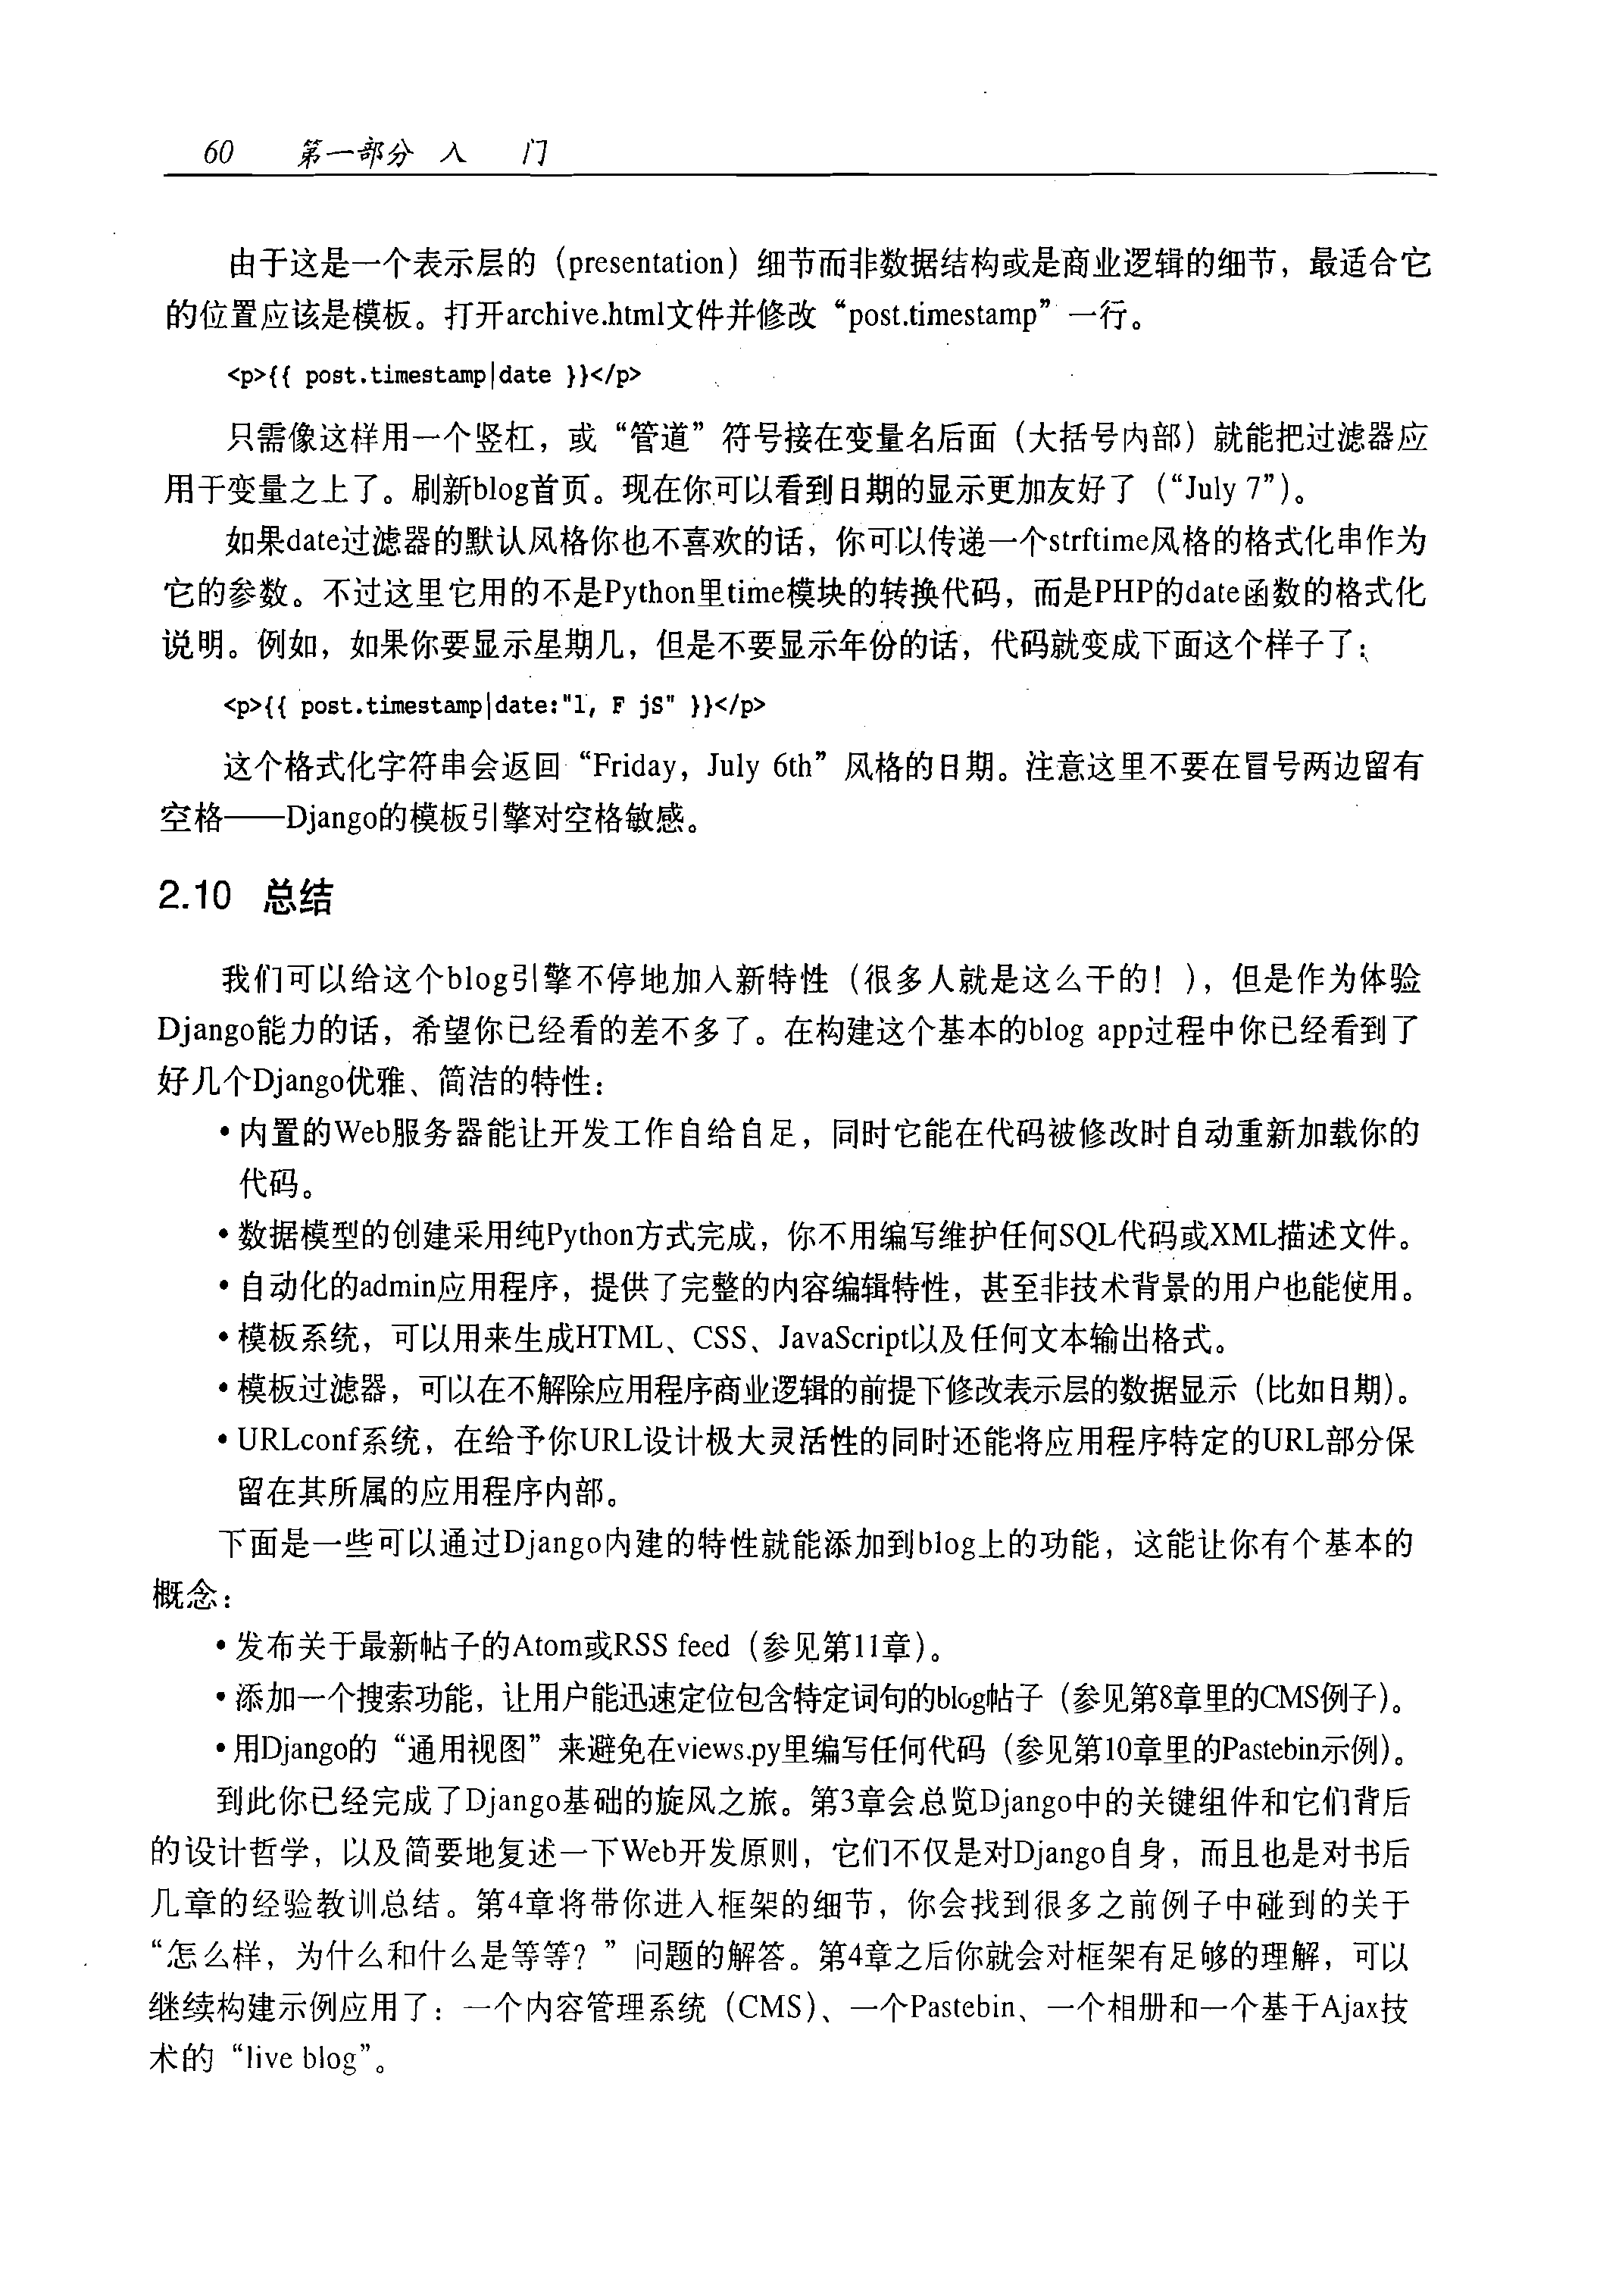 60 第一部分 入 门
由于这是一个表示层的（presentation）细节而非数据结构或是商业逻辑的细节，最适合它
的位置应该是模板。打开archive.html文件并修改“post.timestamp”一行。
<p>{{ post.timestamp|date }}</p>
只需像这样用一个竖杠，或“管道”符号接在变量名后面（大括号内部）就能把过滤器应
用于变量之上了。刷新blog首页。现在你可以看到日期的显示更加友好了（“July 7”）。
如果date过滤器的默认风格你也不喜欢的话，你可以传递一个strftime风格的格式化串作为
它的参数。不过这里它用的不是Python里time模块的转换代码，而是PHP的date函数的格式化
说明。例如，如果你要显示星期几，但是不要显示年份的话，代码就变成下面这个样子了：
<p>{{ post.timestamp|date:"l, F jS" }}</p>
这个格式化字符串会返回“Friday，July 6th”风格的日期。注意这里不要在冒号两边留有
空格——Django的模板引擎对空格敏感。
2.10 总结
我们可以给这个blog引擎不停地加入新特性（很多人就是这么干的！），但是作为体验
Django能力的话，希望你已经看的差不多了。在构建这个基本的blog app过程中你已经看到了
好几个Django优雅、简洁的特性：
•内置的Web服务器能让开发工作自给自足，同时它能在代码被修改时自动重新加载你的
代码。
•数据模型的创建采用纯Python方式完成，你不用编写维护任何SQL代码或XML描述文件。
•自动化的admin应用程序，提供了完整的内容编辑特性，甚至非技术背景的用户也能使用。
•模板系统，可以用来生成HTML、CSS、JavaScript以及任何文本输出格式。
•模板过滤器，可以在不解除应用程序商业逻辑的前提下修改表示层的数据显示（比如日期）。
•URLconf系统，在给予你URL设计极大灵活性的同时还能将应用程序特定的URL部分保
留在其所属的应用程序内部。
下面是一些可以通过Django内建的特性就能添加到blog上的功能，这能让你有个基本的
概念：
•发布关于最新帖子的Atom或RSS feed（参见第11章）。
•添加一个搜索功能，让用户能迅速定位包含特定词句的blog帖子（参见第8章里的CMS例子）。
•用Django的“通用视图”来避免在views.py里编写任何代码（参见第10章里的Pastebin示例）。
到此你已经完成了Django基础的旋风之旅。第3章会总览Django中的关键组件和它们背后
的设计哲学，以及简要地复述一下Web开发原则，它们不仅是对Django自身，而且也是对书后
几章的经验教训总结。第4章将带你进入框架的细节，你会找到很多之前例子中碰到的关于
“怎么样，为什么和什么是等等？”问题的解答。第4章之后你就会对框架有足够的理解，可以
继续构建示例应用了：一个内容管理系统（CMS）、一个Pastebin、一个相册和一个基于Ajax技
术的“live blog”。